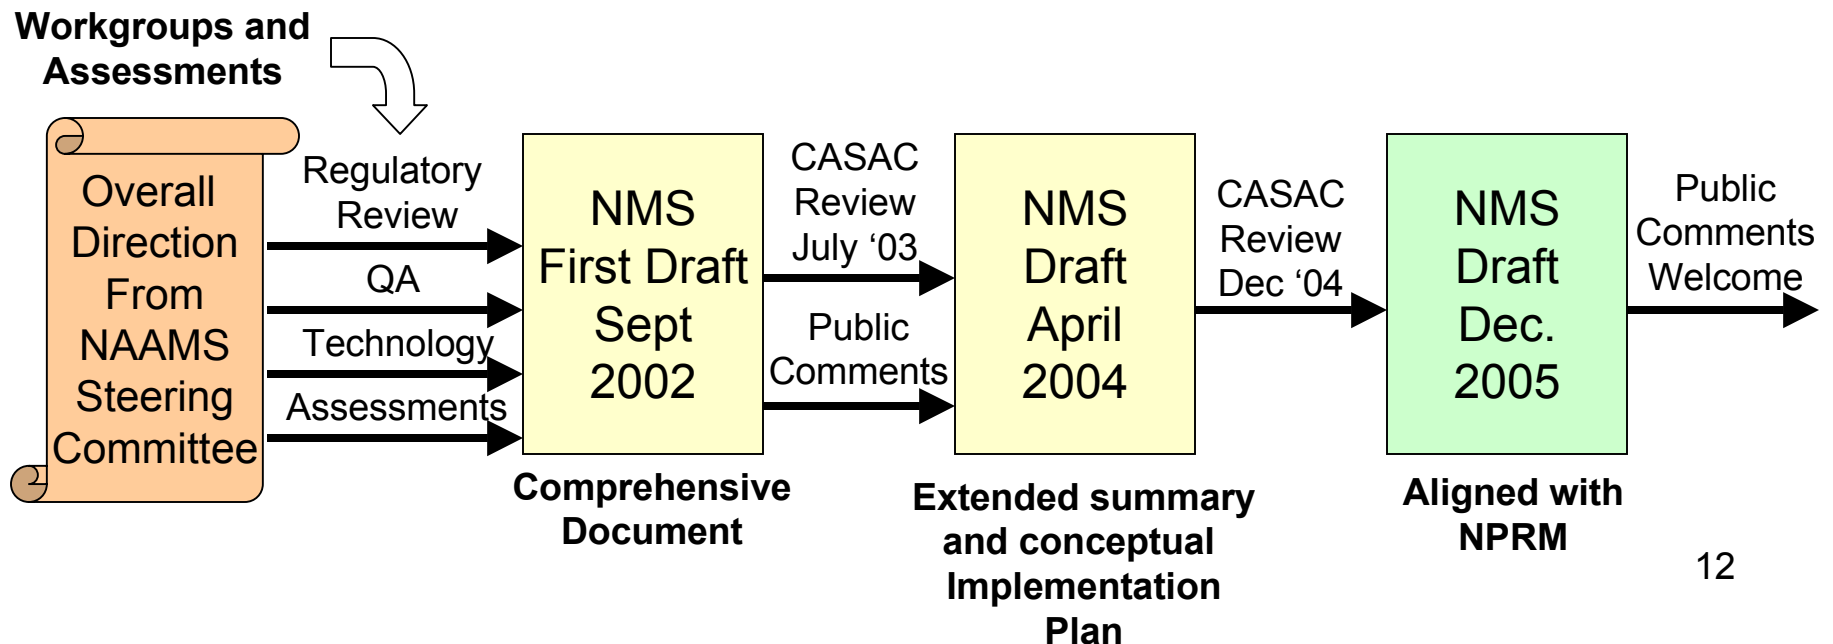 Workgroups and
Assessments
Overall
Direction
From
NAAMS
Steering
Committee
Regulatory
Review
QA
Technology
Assessments
NMS
First Draft
Sept
2002
Comprehensive
Document
CASAC
Review
July ‘03
Public
Comments
NMS
Draft
April
2004
Extended summary
and conceptual
Implementation
Plan
CASAC
Review
Dec ‘04
NMS
Draft
Dec.
2005
Aligned with
NPRM
Public
Comments
Welcome
12